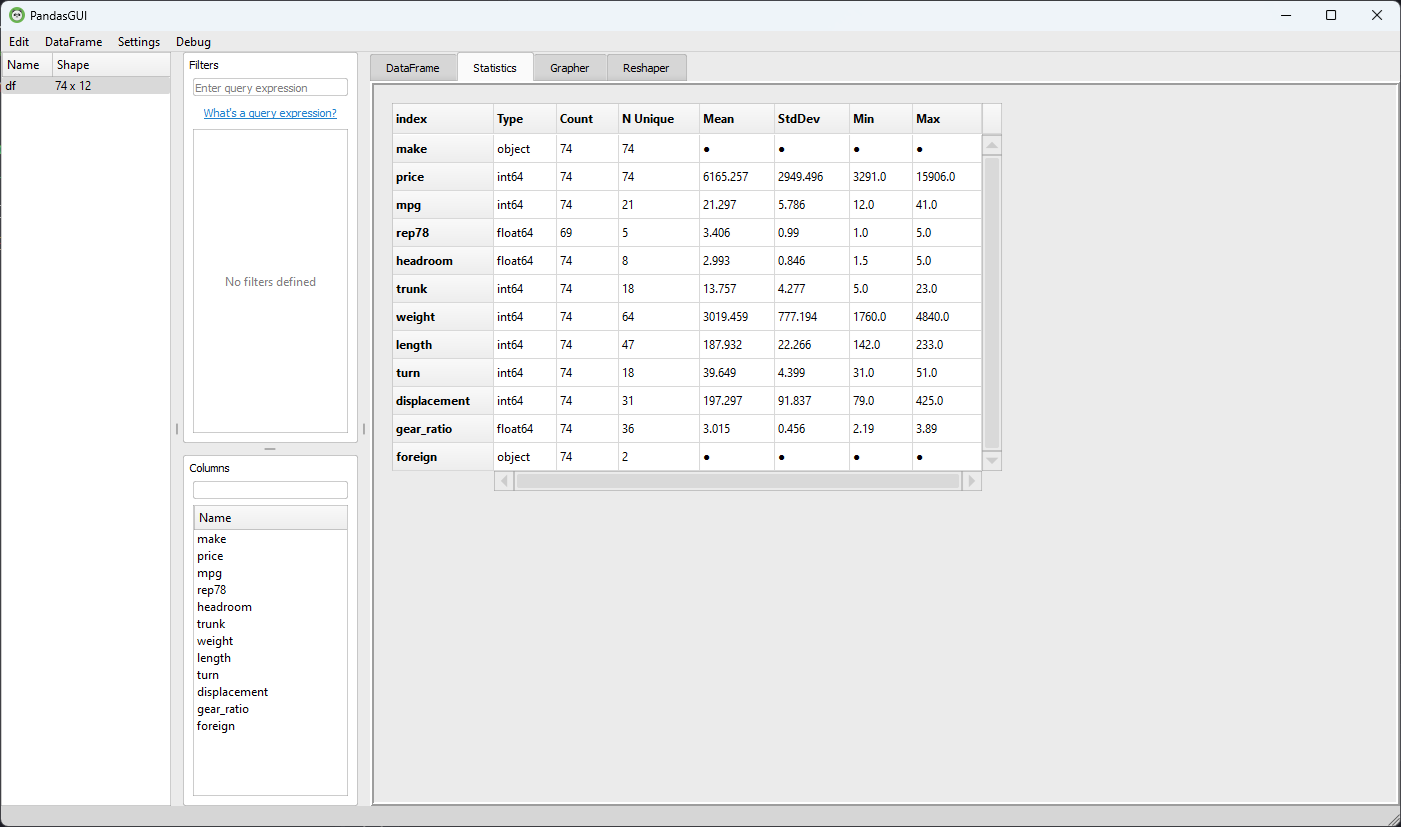 PandasGUI
Edit DataFrame Settings Debug
Name Shape
df 74 x 12
Filters
Enter query expression
What's a query expression?
No filters defined
Columns
Name
make
price
mpg
rep78
headroom
trunk
weight
length
turn
displacement
gear_ratio
foreign
DataFrame Statistics Grapher Reshaper
index Type Count N Unique Mean StdDev Min Max
make object 74 74 ● ● ● ●
price int64 74 74 6165.257 2949.496 3291.0 15906.0
mpg int64 74 21 21.297 5.786 12.0 41.0
rep78 float64 69 5 3.406 0.99 1.0 5.0
headroom float64 74 8 2.993 0.846 1.5 5.0
trunk int64 74 18 13.757 4.277 5.0 23.0
weight int64 74 64 3019.459 777.194 1760.0 4840.0
length int64 74 47 187.932 22.266 142.0 233.0
turn int64 74 18 39.649 4.399 31.0 51.0
displacement int64 74 31 197.297 91.837 79.0 425.0
gear_ratio float64 74 36 3.015 0.456 2.19 3.89
foreign object 74 2 ● ● ● ●